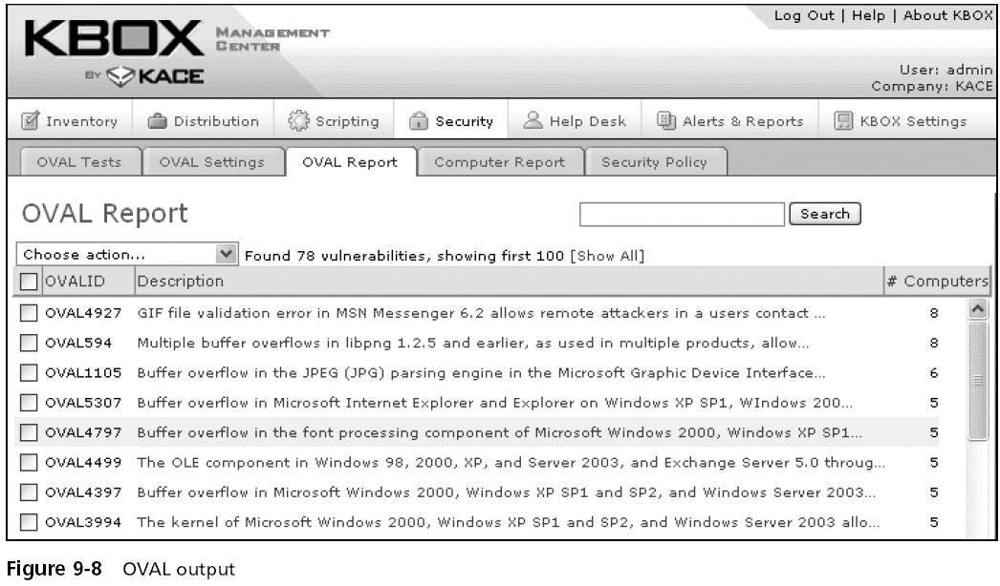 Log Out | Help | About KBOX
KBOX MANAGEMENT CENTER
BY KACE
User: admin
Company: KACE
Inventory Distribution Scripting Security Help Desk Alerts & Reports KBOX Settings
OVAL Tests OVAL Settings OVAL Report Computer Report Security Policy
OVAL Report Search
Choose action... Found 78 vulnerabilities, showing first 100 [Show All]
OVALID Description # Computers
OVAL4927 GIF file validation error in MSN Messenger 6.2 allows remote attackers in a users contact ... 8
OVAL594 Multiple buffer overflows in libpng 1.2.5 and earlier, as used in multiple products, allow... 8
OVAL1105 Buffer overflow in the JPEG (JPG) parsing engine in the Microsoft Graphic Device Interface... 6
OVAL5307 Buffer overflow in Microsoft Internet Explorer and Explorer on Windows XP SP1, WIndows 200... 5
OVAL4797 Buffer overflow in the font processing component of Microsoft Windows 2000, Windows XP SP1... 5
OVAL4499 The OLE component in Windows 98, 2000, XP, and Server 2003, and Exchange Server 5.0 throug... 5
OVAL4397 Buffer overflow in Microsoft Windows 2000, Windows XP SP1 and SP2, and Windows Server 2003... 5
OVAL3994 The kernel of Microsoft Windows 2000, Windows XP SP1 and SP2, and Windows Server 2003 allo... 5
Figure 9-8 OVAL output